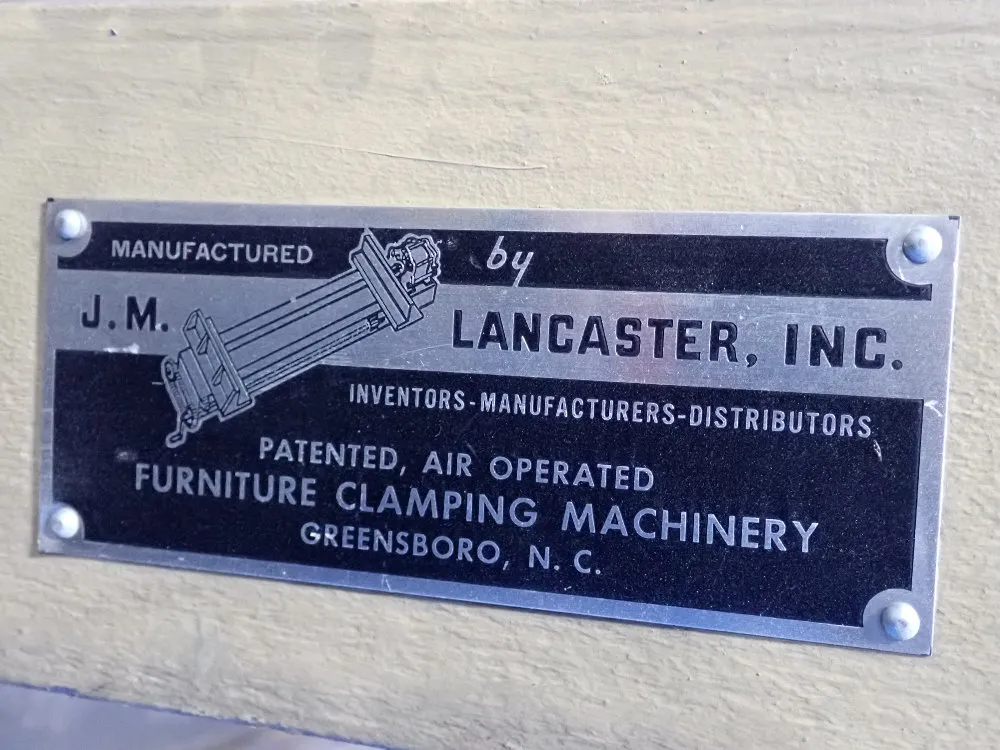 MANUFACTURED by
J.M. LANCASTER, INC.
INVENTORS-MANUFACTURERS-DISTRIBUTORS
PATENTED, AIR OPERATED
FURNITURE CLAMPING MACHINERY
GREENSBORO, N. C.